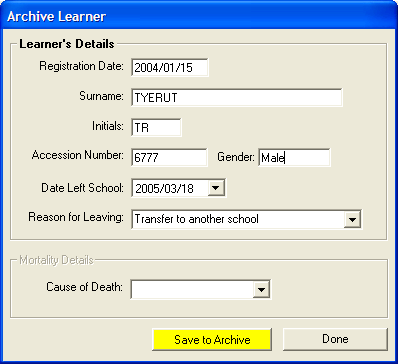 Archive Learner
Learner's Details
Registration Date: 2004/01/15
Surname: TYERUT
Initials: TR
Accession Number: 6777 Gender: Male
Date Left School: 2005/03/18
Reason for Leaving: Transfer to another school
Mortality Details
Cause of Death:
Save to Archive Done